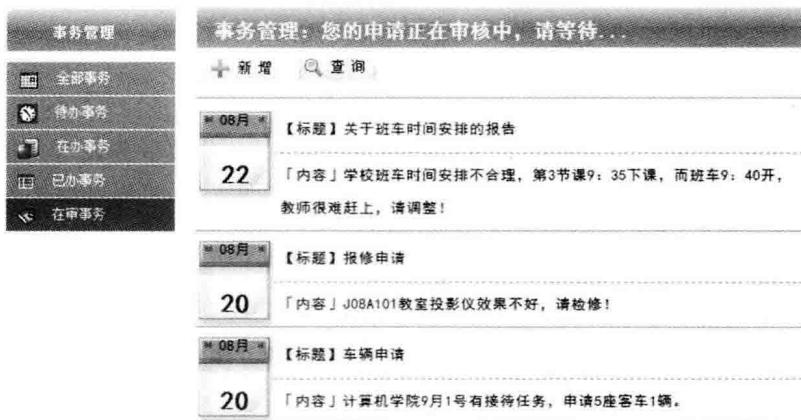 事务管理
全部事务
待办事务
在办事务
已办事务
在审事务
事务管理：您的申请正在审核中，请等待...
新增 查询
08月
22
【标题】关于班车时间安排的报告
「内容」学校班车时间安排不合理，第3节课9：35下课，而班车9：40开，
教师很难赶上，请调整！
08月
20
【标题】报修申请
「内容」J08A101教室投影仪效果不好，请检修！
08月
20
【标题】车辆申请
「内容」计算机学院9月1号有接待任务，申请5座客车1辆。